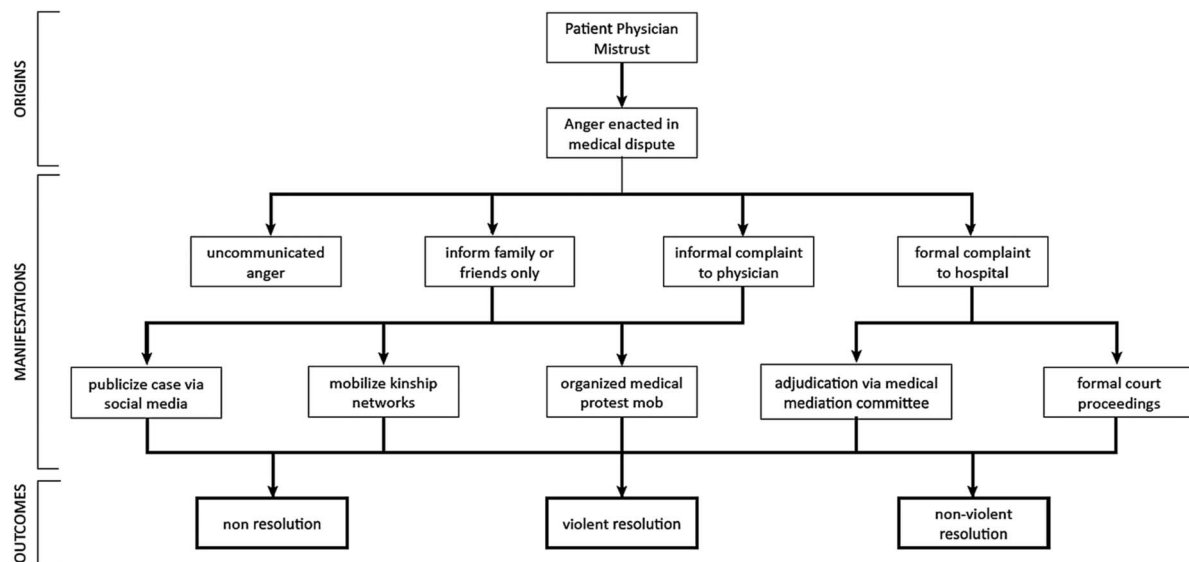 ORIGINS
Patient Physician
Mistrust
Anger enacted in
medical dispute
MANIFESTATIONS
uncommunicated
anger
inform family or
friends only
informal complaint
to physician
formal complaint
to hospital
publicize case via
social media
mobilize kinship
networks
organized medical
protest mob
adjudication via medical
mediation committee
formal court
proceedings
OUTCOMES
non resolution
violent resolution
non-violent
resolution